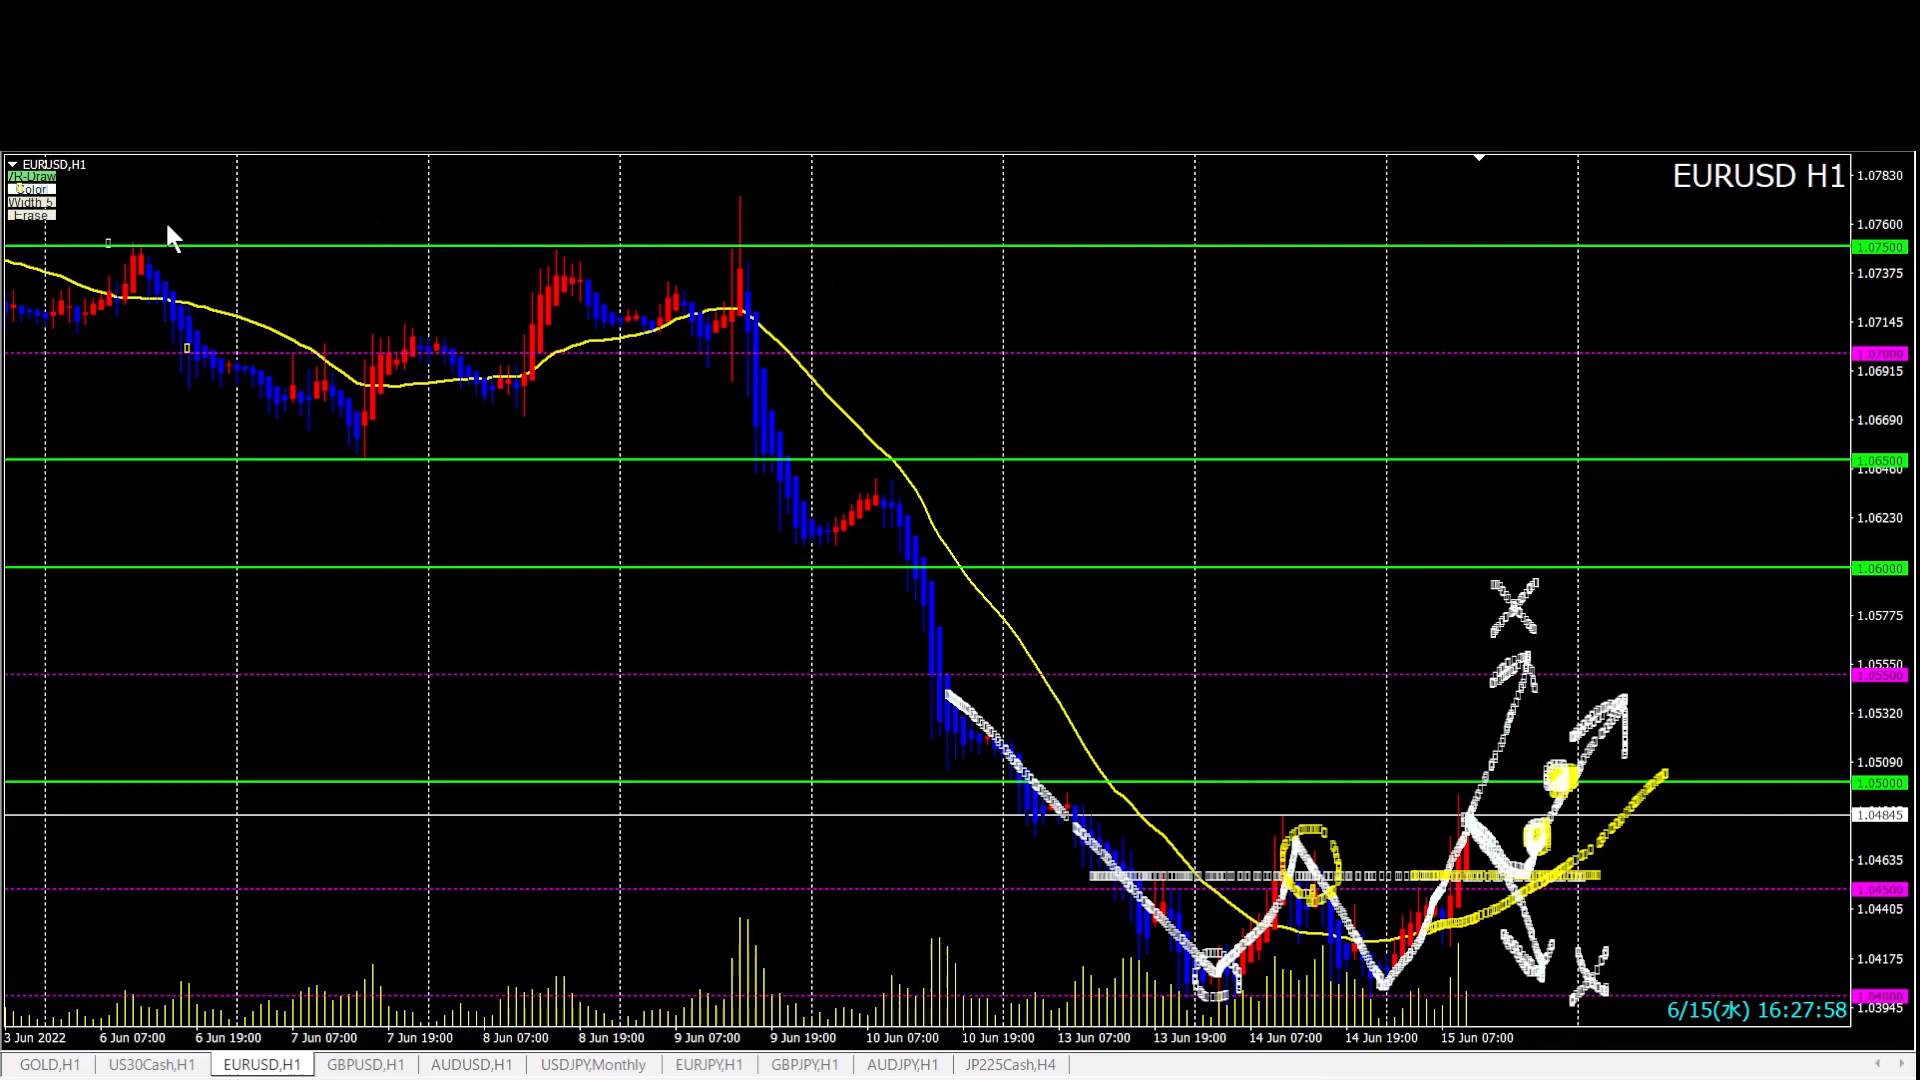 EURUSD,H1
EURUSD H1
/R-Draw
Color
Width 5
Erase
1.07830
1.07600
1.07500
1.07375
1.07145
1.07000
1.06915
1.06690
1.06500
1.06460
1.06230
1.06000
1.05775
1.05550
1.05500
1.05320
1.05090
1.05000
1.04845
1.04635
1.04500
1.04405
1.04175
1.04000
1.03945
6/15(水) 16:27:58
3 Jun 2022 6 Jun 07:00 6 Jun 19:00 7 Jun 07:00 7 Jun 19:00 8 Jun 07:00 8 Jun 19:00 9 Jun 07:00 9 Jun 19:00 10 Jun 07:00 10 Jun 19:00 13 Jun 07:00 13 Jun 19:00 14 Jun 07:00 14 Jun 19:00 15 Jun 07:00
GOLD,H1 US30Cash,H1 EURUSD,H1 GBPUSD,H1 AUDUSD,H1 USDJPY,Monthly EURJPY,H1 GBPJPY,H1 AUDJPY,H1 JP225Cash,H4